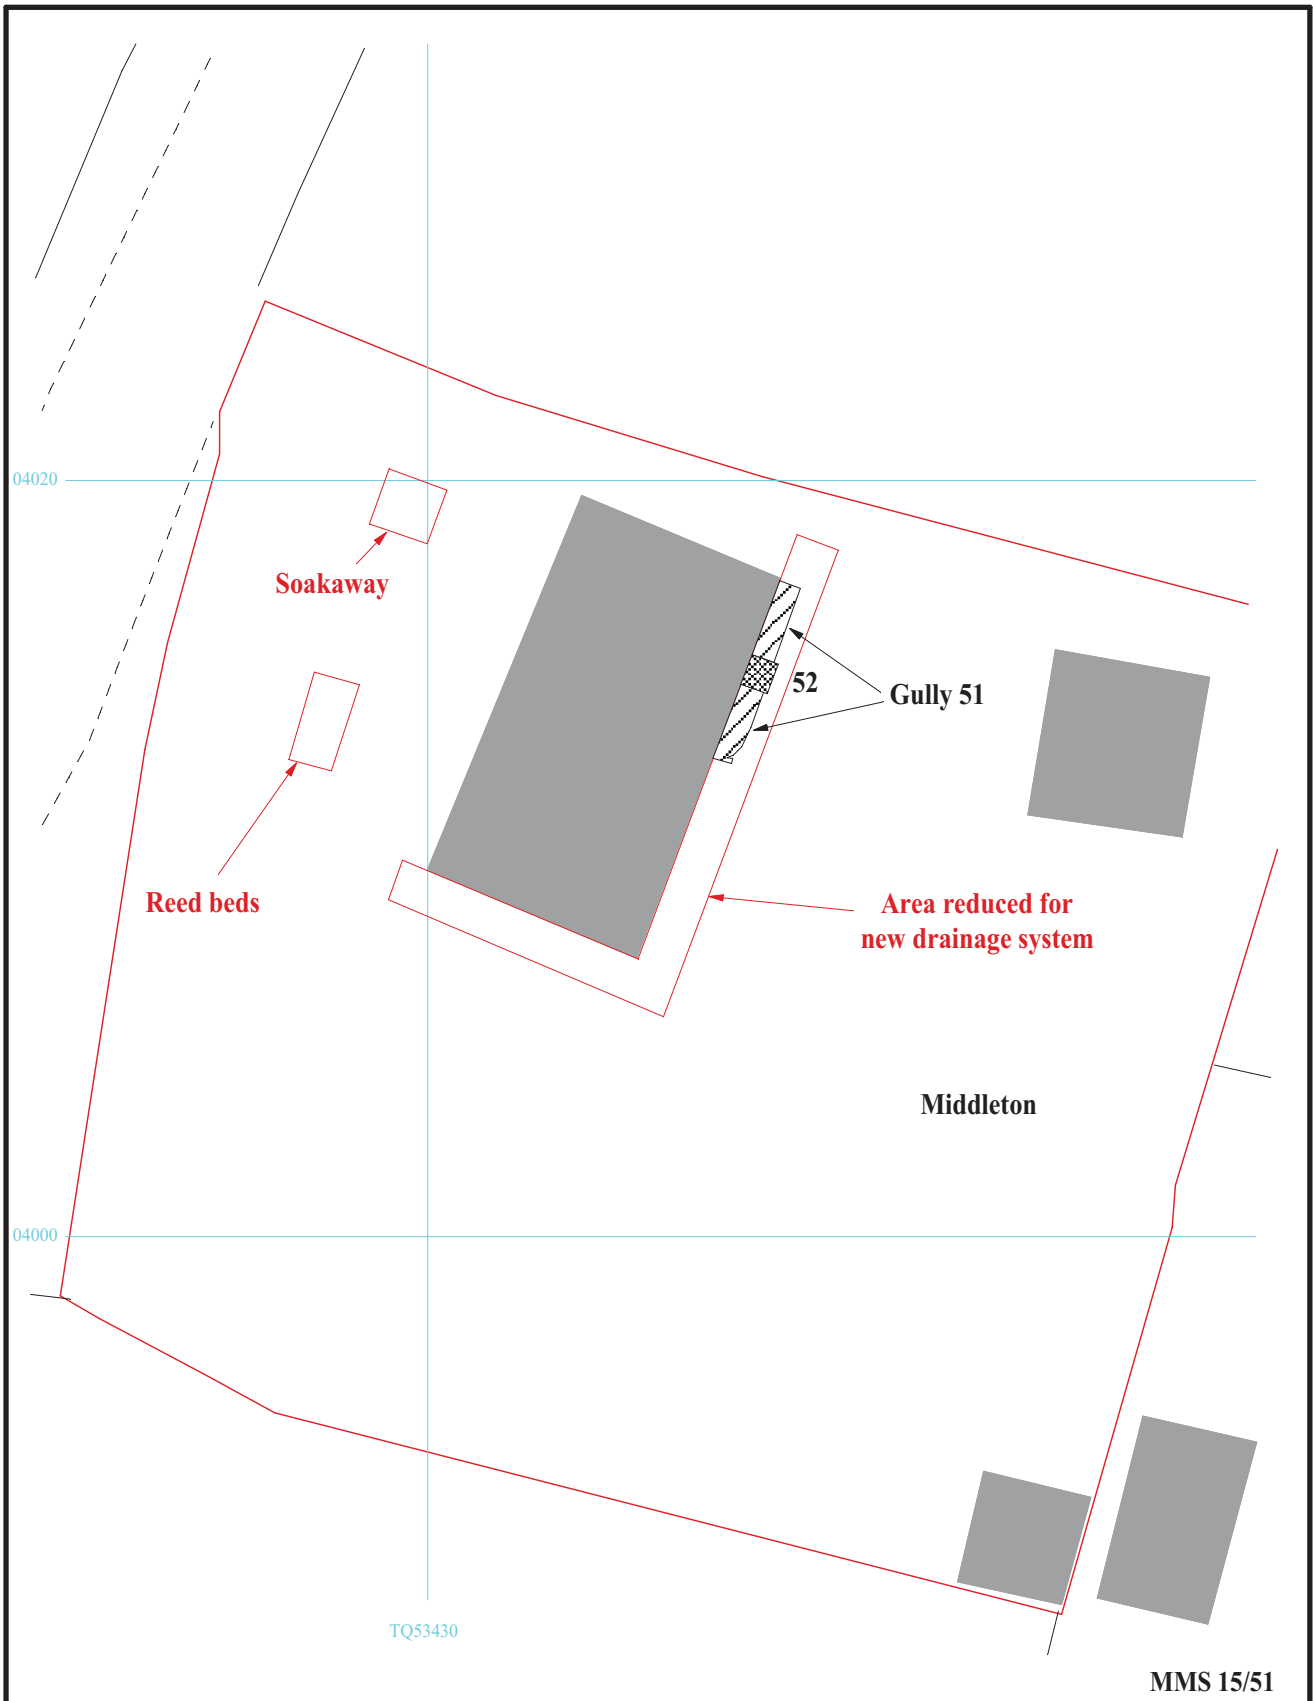 04020
Soakaway
52
Gully 51
Reed beds
Area reduced for
new drainage system
Middleton
04000
TQ53430
MMS 15/51